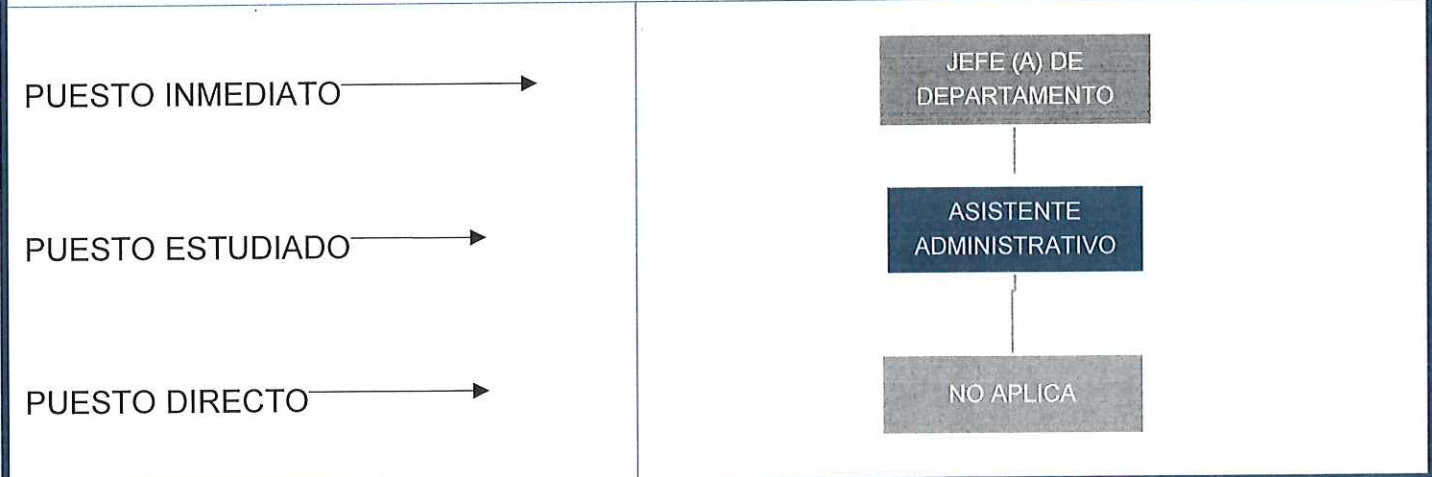 PUESTO INMEDIATO
JEFE (A) DE
DEPARTAMENTO
PUESTO ESTUDIADO
ASISTENTE
ADMINISTRATIVO
PUESTO DIRECTO
NO APLICA